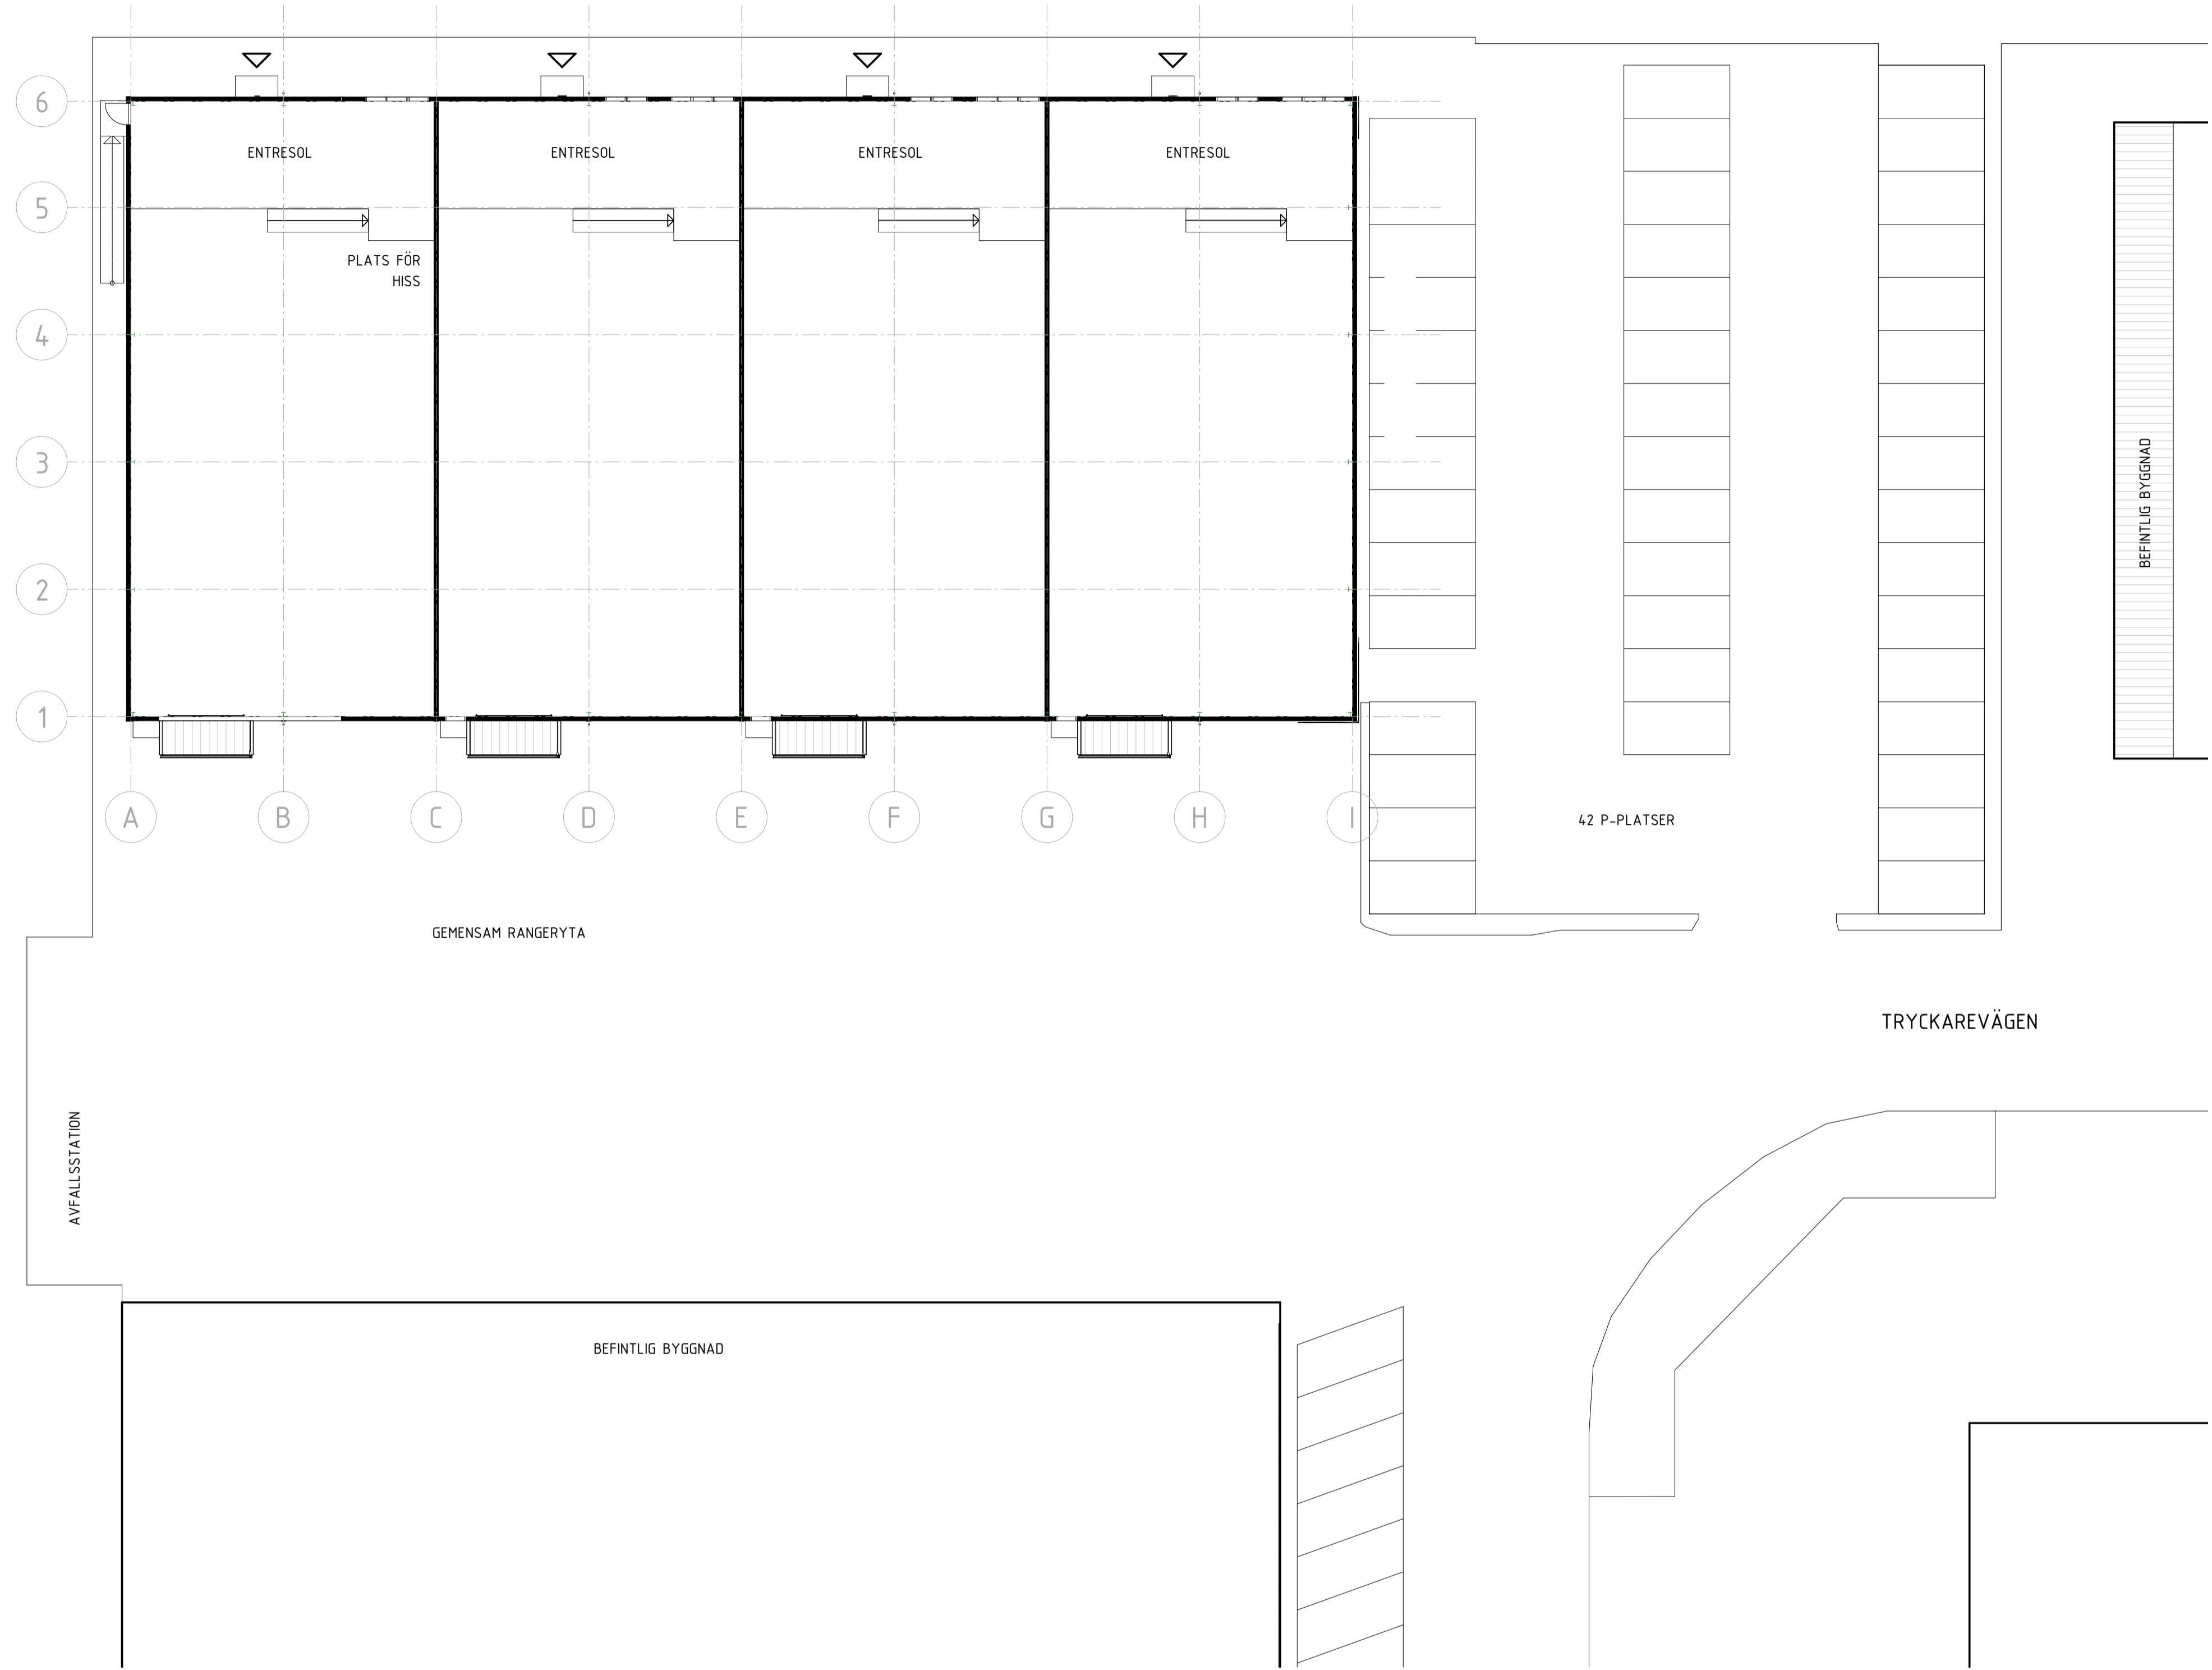 6
ENTRESOL
ENTRESOL
ENTRESOL
ENTRESOL
5
PLATS FÖR
HISS
4
3
2
1
A
B
C
D
E
F
G
H
I
42 P-PLATSER
BEFINTLIG BYGGNAD
GEMENSAM RANGERYTA
TRYCKAREVÄGEN
AVFALLSSTATION
BEFINTLIG BYGGNAD